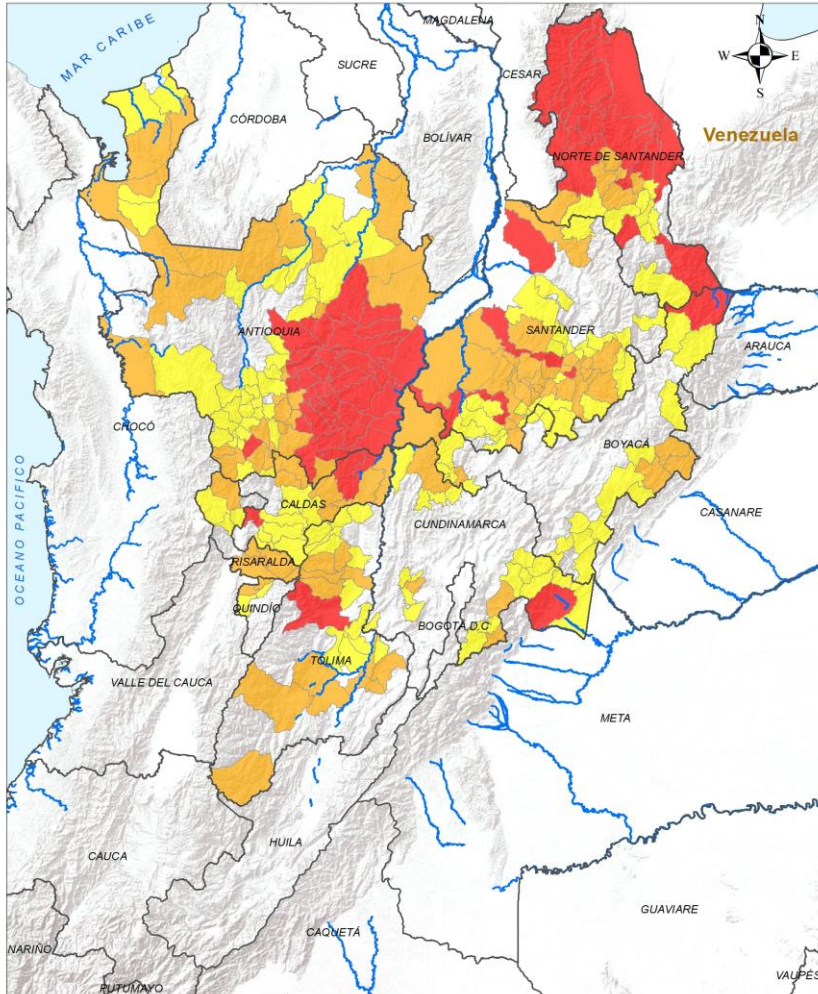 MAGDALENA
N
MAR CARIBE
SUCRE
W
E
CESAR
S
CÓRDOBA
BOLÍVAR
Venezuela
NORTE DE SANTANDER
ANTIOQUIA
SANTANDER
ARAUCA
CHOCÓ
BOYACÁ
CALDAS
CASANARE
CUNDINAMARCA
OCEANO PACIFICO
RISARALDA
QUINDÍO
BOGOTÁ, D.C
TOLIMA
VALLE DEL CAUCA
META
HUILA
CAUCA
GUAVIARE
CAQUETÁ
NARIÑO
PUTUMAYO
VAUPÉS